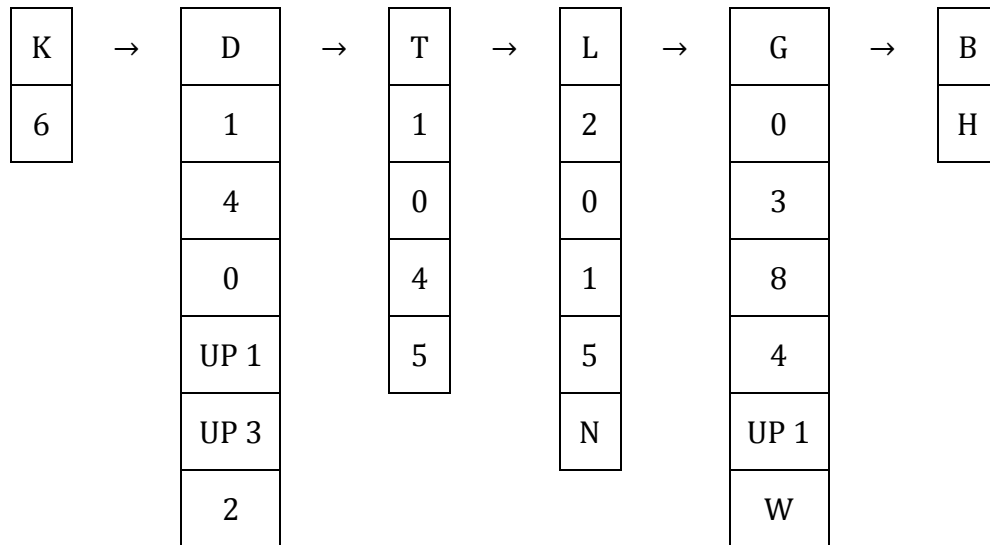 K → D → T → L → G → B
6 1 1 2 0 H
4 0 0 3
0 4 1 8
UP 1 5 5 4
UP 3 N UP 1
2 W